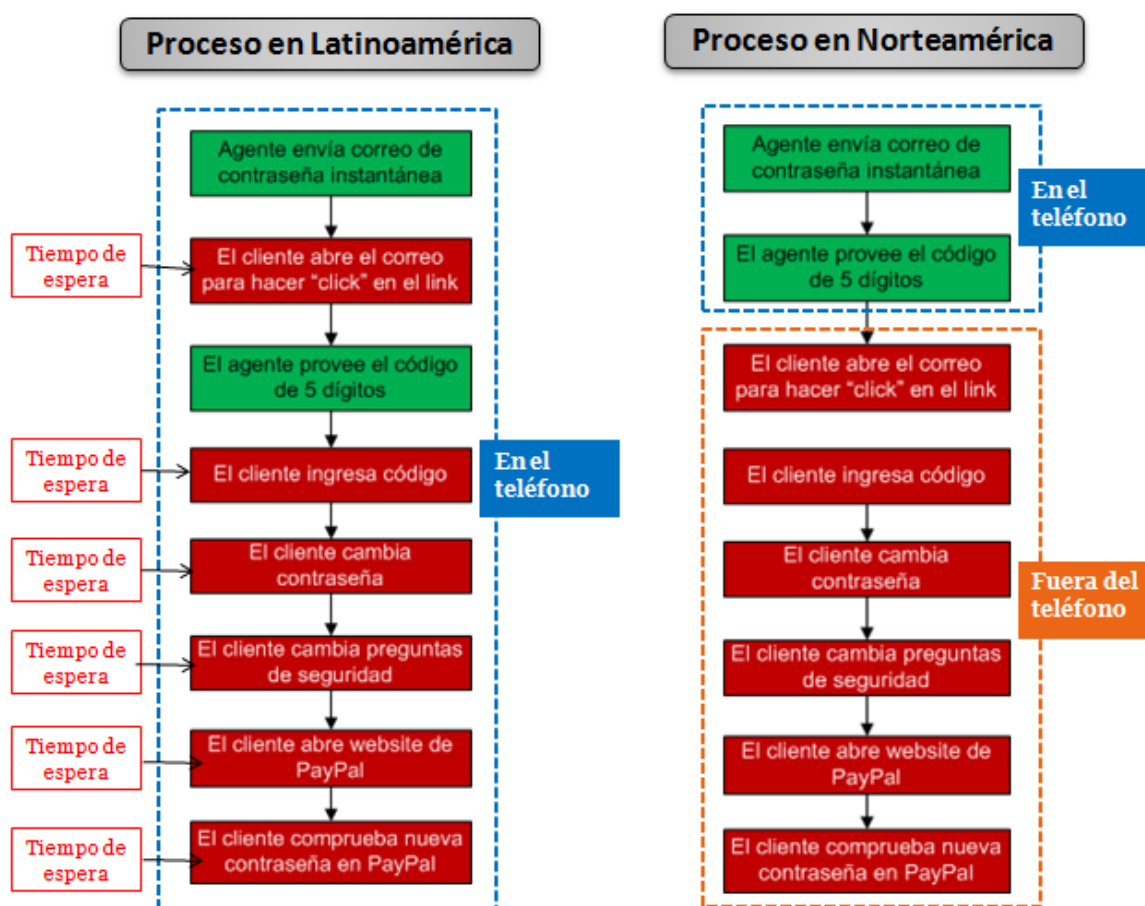 Proceso en Latinoamérica
Agente envía correo de
contraseña instantánea
Tiempo de
espera
El cliente abre el correo
para hacer “click” en el link
El agente provee el código
de 5 dígitos
En el
teléfono
Tiempo de
espera
El cliente ingresa código
Tiempo de
espera
El cliente cambia
contraseña
Tiempo de
espera
El cliente cambia preguntas
de seguridad
Tiempo de
espera
El cliente abre website de
PayPal
Tiempo de
espera
El cliente comprueba nueva
contraseña en PayPal
Proceso en Norteamérica
Agente envía correo de
contraseña instantánea
En el
teléfono
El agente provee el código
de 5 dígitos
El cliente abre el correo
para hacer “click” en el link
El cliente ingresa código
El cliente cambia
contraseña
Fuera del
teléfono
El cliente cambia preguntas
de seguridad
El cliente abre website de
PayPal
El cliente comprueba nueva
contraseña en PayPal